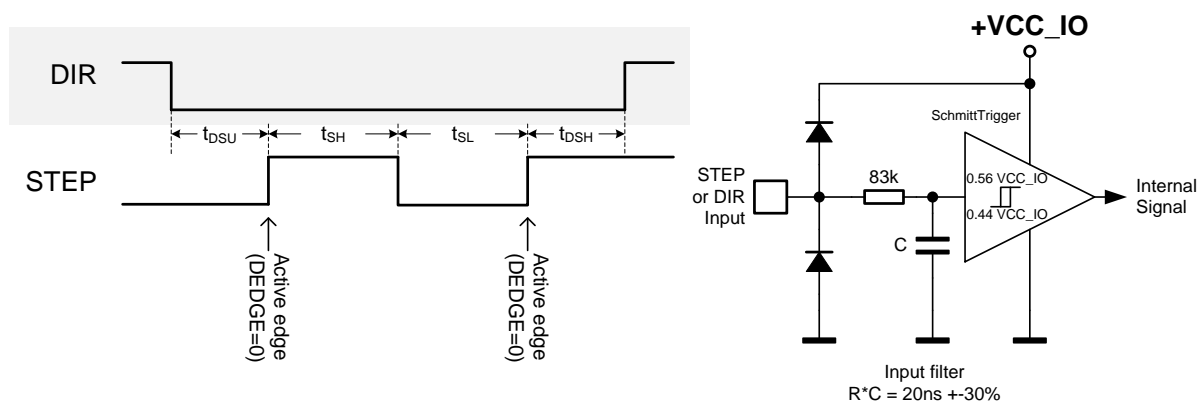 DIR
t_DSU
t_SH
t_SL
t_DSH
STEP
Active edge
(DEDGE=0)
Active edge
(DEDGE=0)
+VCC_IO
SchmittTrigger
STEP
or DIR
Input
83k
0.56 VCC_IO
0.44 VCC_IO
C
Internal
Signal
Input filter
R*C = 20ns +-30%